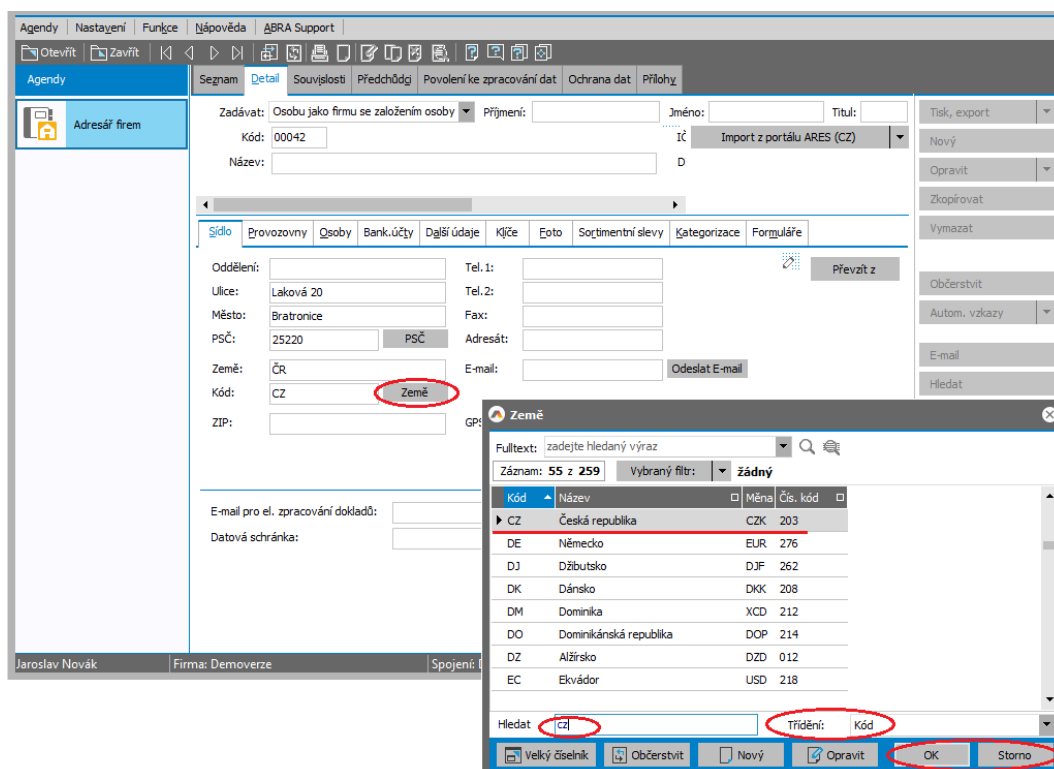 Agendy Nastavení Funkce Nápověda ABRA Support
Otevřít Zavřít
Agendy Seznam Detail Souvislosti Předchůdci Povolení ke zpracování dat Ochrana dat Přílohy
Adresář firem
Zadávat: Osobu jako firmu se založením osoby Příjmení: Jméno: Titul:
Kód: 00042 IČ Import z portálu ARES (CZ)
Název: D
Tisk, export
Nový
Opravit
Zkopírovat
Vymazat
Občerstvit
Autom. vzkazy
E-mail
Hledat
Sídlo Provozovny Osoby Bank.účty Další údaje Klíče Foto Sortimentní slevy Kategorizace Formuláře
Oddělení: Tel.1: Převzít z
Ulice: Laková 20 Tel.2:
Město: Bratronice Fax:
PSČ: 25220 PSČ Adresát:
Země: ČR E-mail: Odeslat E-mail
Kód: CZ Země
ZIP: GPS
E-mail pro el. zpracování dokladů:
Datová schránka:
Jaroslav Novák Firma: Demoverze Spojení:
Země
Fulltext: zadejte hledaný výraz
Záznam: 55 z 259 Vybraný filtr: žádný
Kód Název Měna Čís. kód
CZ Česká republika CZK 203
DE Německo EUR 276
DJ Džibutsko DJF 262
DK Dánsko DKK 208
DM Dominika XCD 212
DO Dominikánská republika DOP 214
DZ Alžírsko DZD 012
EC Ekvádor USD 218
Hledat cz Třídění: Kód
Velký číselník Občerstvit Nový Opravit OK Storno